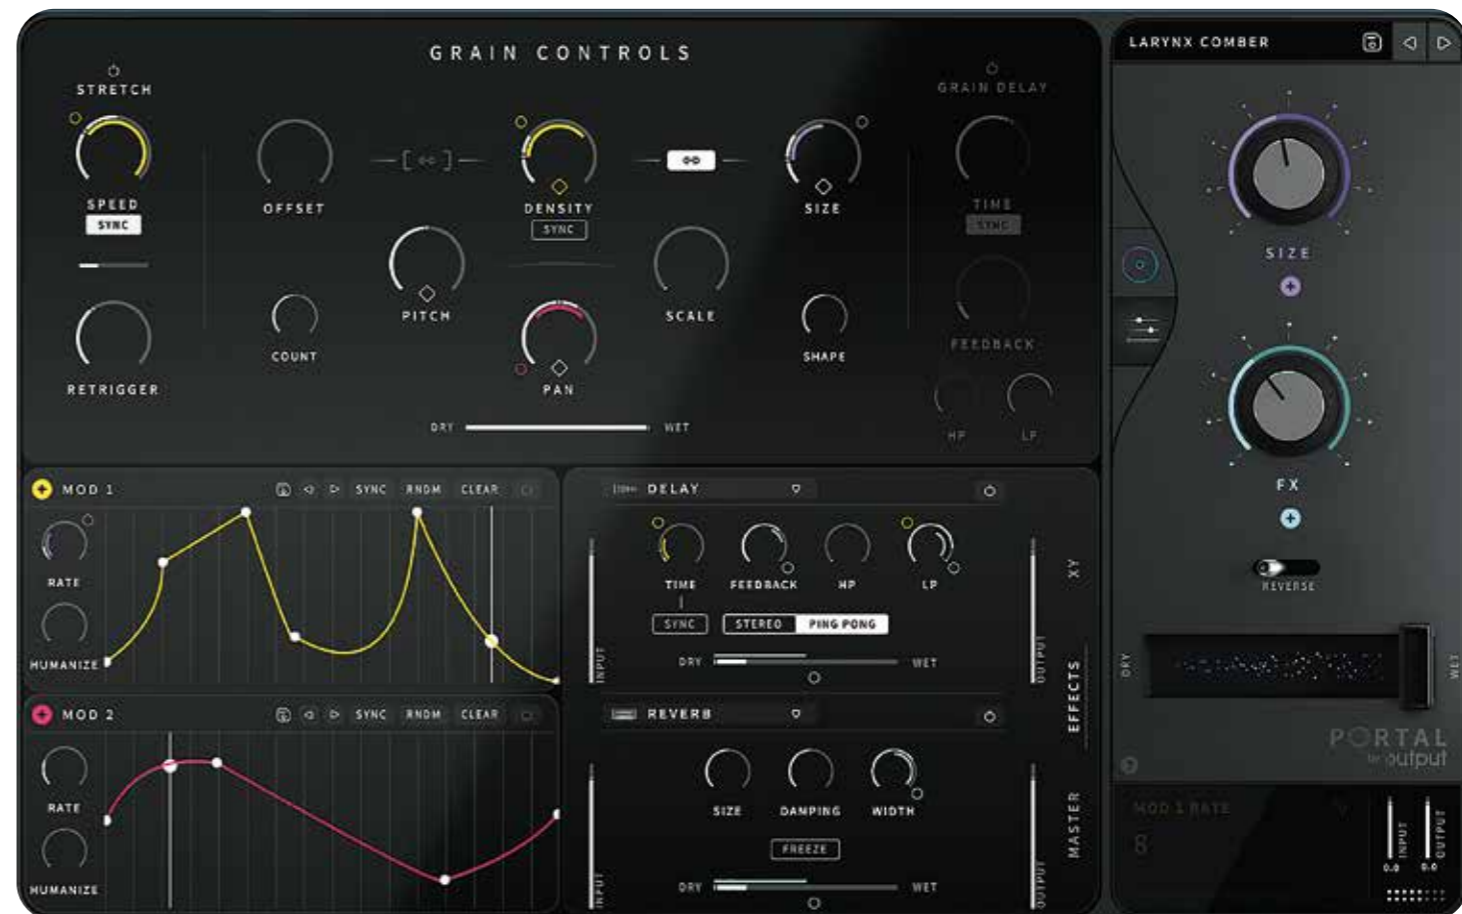 GRAIN CONTROLS
STRETCH
SPEED
SYNC
RETRIGGER
OFFSET
COUNT
PITCH
DENSITY
SYNC
PAN
SCALE
SIZE
SHAPE
GRAIN DELAY
TIME
SYNC
FEEDBACK
HP LP
DRY WET
MOD 1 SYNC RNDM CLEAR
RATE
HUMANIZE
MOD 2 SYNC RNDM CLEAR
RATE
HUMANIZE
DELAY
TIME FEEDBACK HP LP
SYNC STEREO PING PONG
DRY WET
INPUT
OUTPUT
REVERB
SIZE DAMPING WIDTH
FREEZE
DRY WET
INPUT
OUTPUT
XY
EFFECTS
MASTER
LARYNX COMBER
SIZE
FX
REVERSE
DRY
WET
PORTAL
by output
MOD 1 RATE
8
INPUT
OUTPUT
0.0 0.0